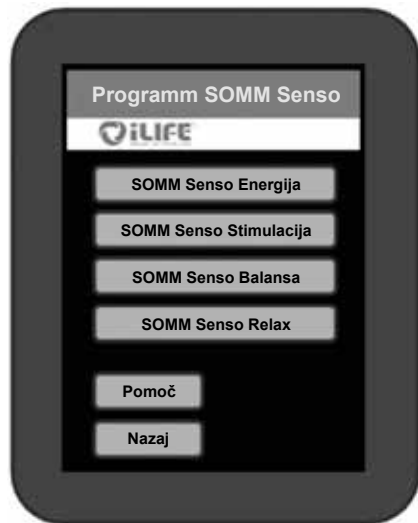 Programm SOMM Senso
iLIFE
SOMM Senso Energija
SOMM Senso Stimulacija
SOMM Senso Balansa
SOMM Senso Relax
Pomoč
Nazaj